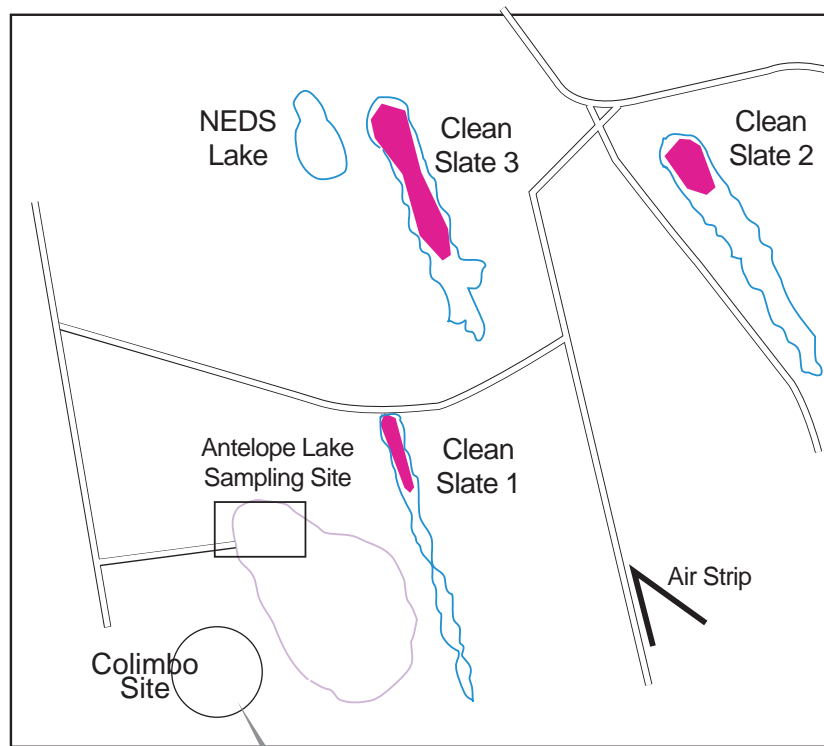 NEDS
Lake
Clean
Slate 3
Clean
Slate 2
Antelope Lake
Sampling Site
Clean
Slate 1
Air Strip
Colimbo
Site